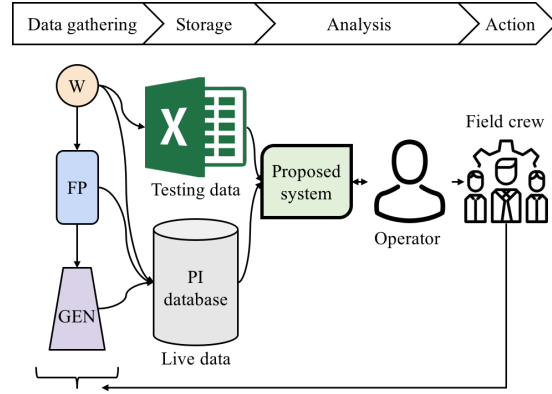 Data gathering
Storage
Analysis
Action
W
Field crew
X
FP
Testing data
Proposed
system
Operator
PI
database
GEN
Live data